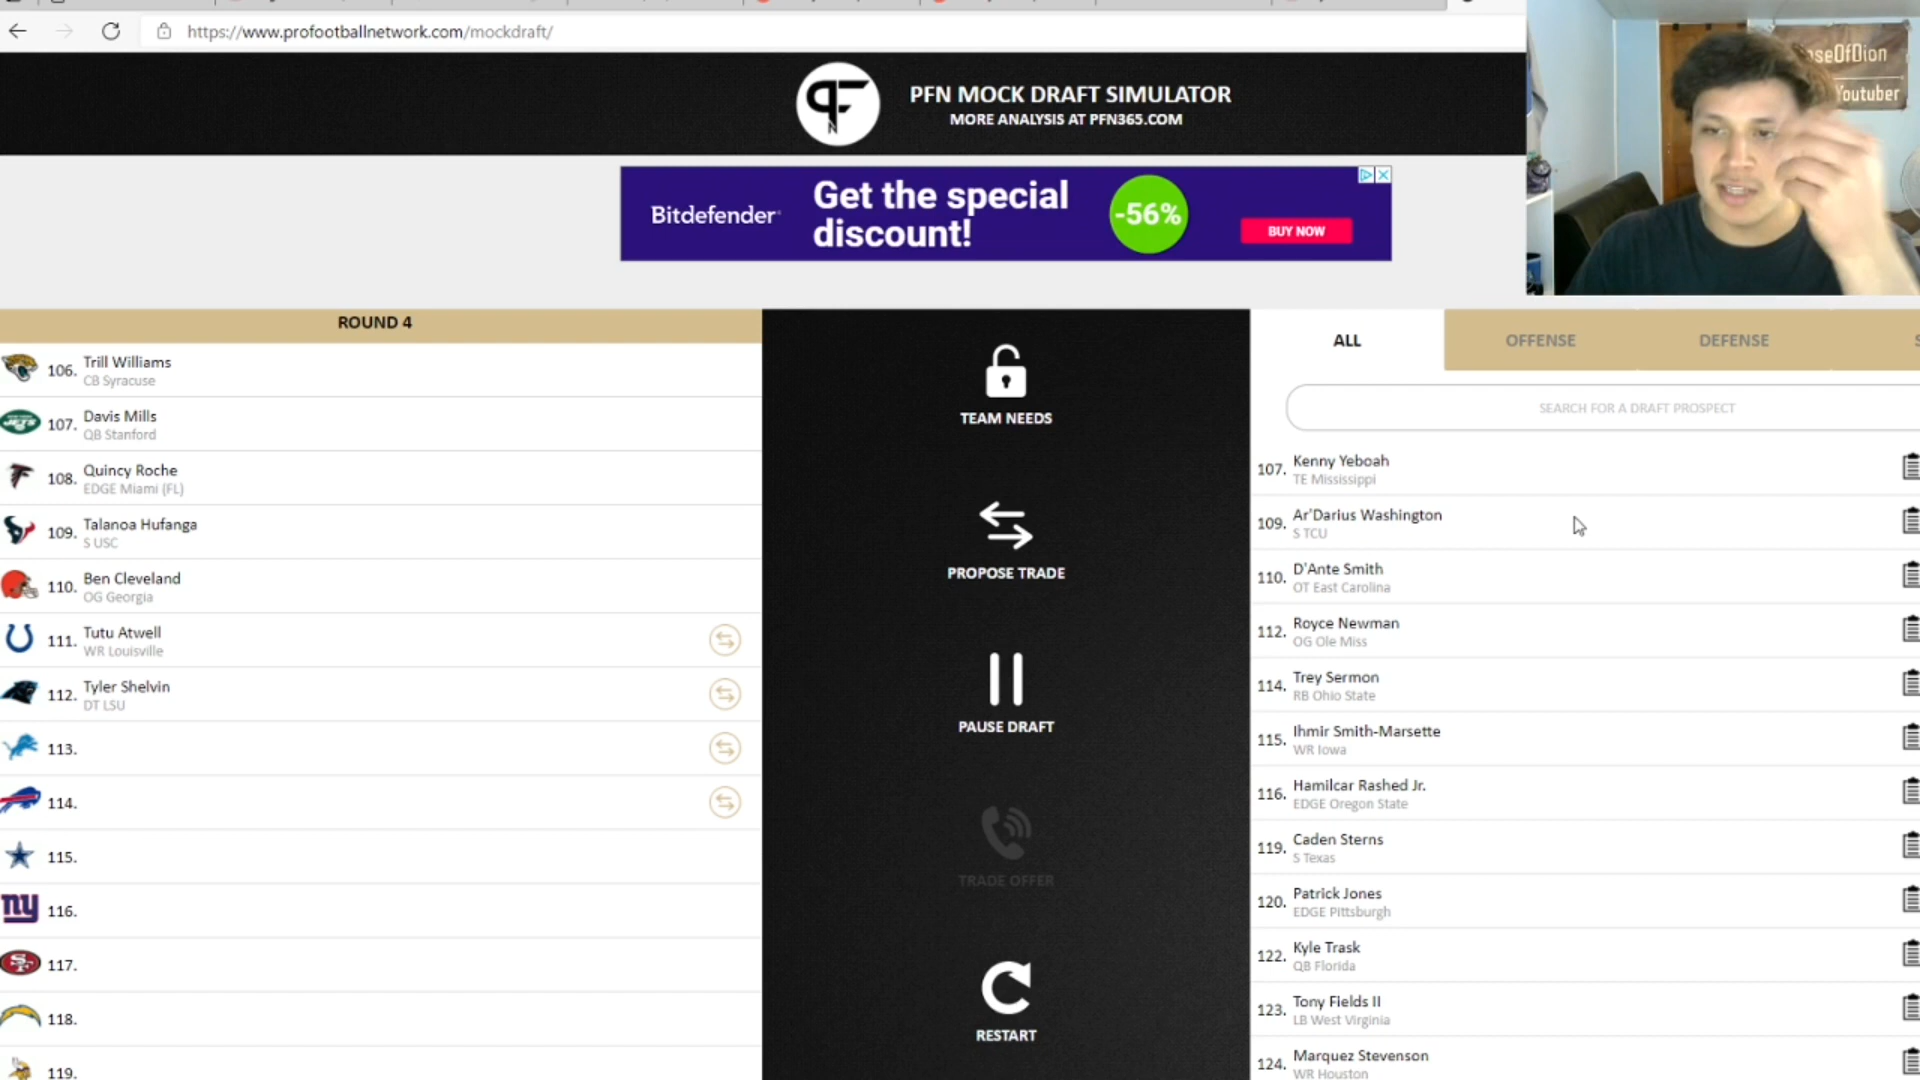 https://www.profootballnetwork.com/mockdraft/
PFN MOCK DRAFT SIMULATOR
MORE ANALYSIS AT PFN365.COM
seOfDion
Youtuber
Bitdefender
Get the special
discount!
-56%
BUY NOW
ROUND 4
106. Trill Williams
CB Syracuse
107. Davis Mills
QB Stanford
108. Quincy Roche
EDGE Miami (FL)
109. Talanoa Hufanga
S USC
110. Ben Cleveland
OG Georgia
111. Tutu Atwell
WR Louisville
112. Tyler Shelvin
DT LSU
113.
114.
115.
116.
117.
118.
119.
TEAM NEEDS
PROPOSE TRADE
PAUSE DRAFT
TRADE OFFER
RESTART
ALL
OFFENSE
DEFENSE
S
SEARCH FOR A DRAFT PROSPECT
107. Kenny Yeboah
TE Mississippi
109. Ar'Darius Washington
S TCU
110. D'Ante Smith
OT East Carolina
112. Royce Newman
OG Ole Miss
114. Trey Sermon
RB Ohio State
115. Ihmir Smith-Marsette
WR Iowa
116. Hamilcar Rashed Jr.
EDGE Oregon State
119. Caden Sterns
S Texas
120. Patrick Jones
EDGE Pittsburgh
122. Kyle Trask
QB Florida
123. Tony Fields II
LB West Virginia
124. Marquez Stevenson
WR Houston